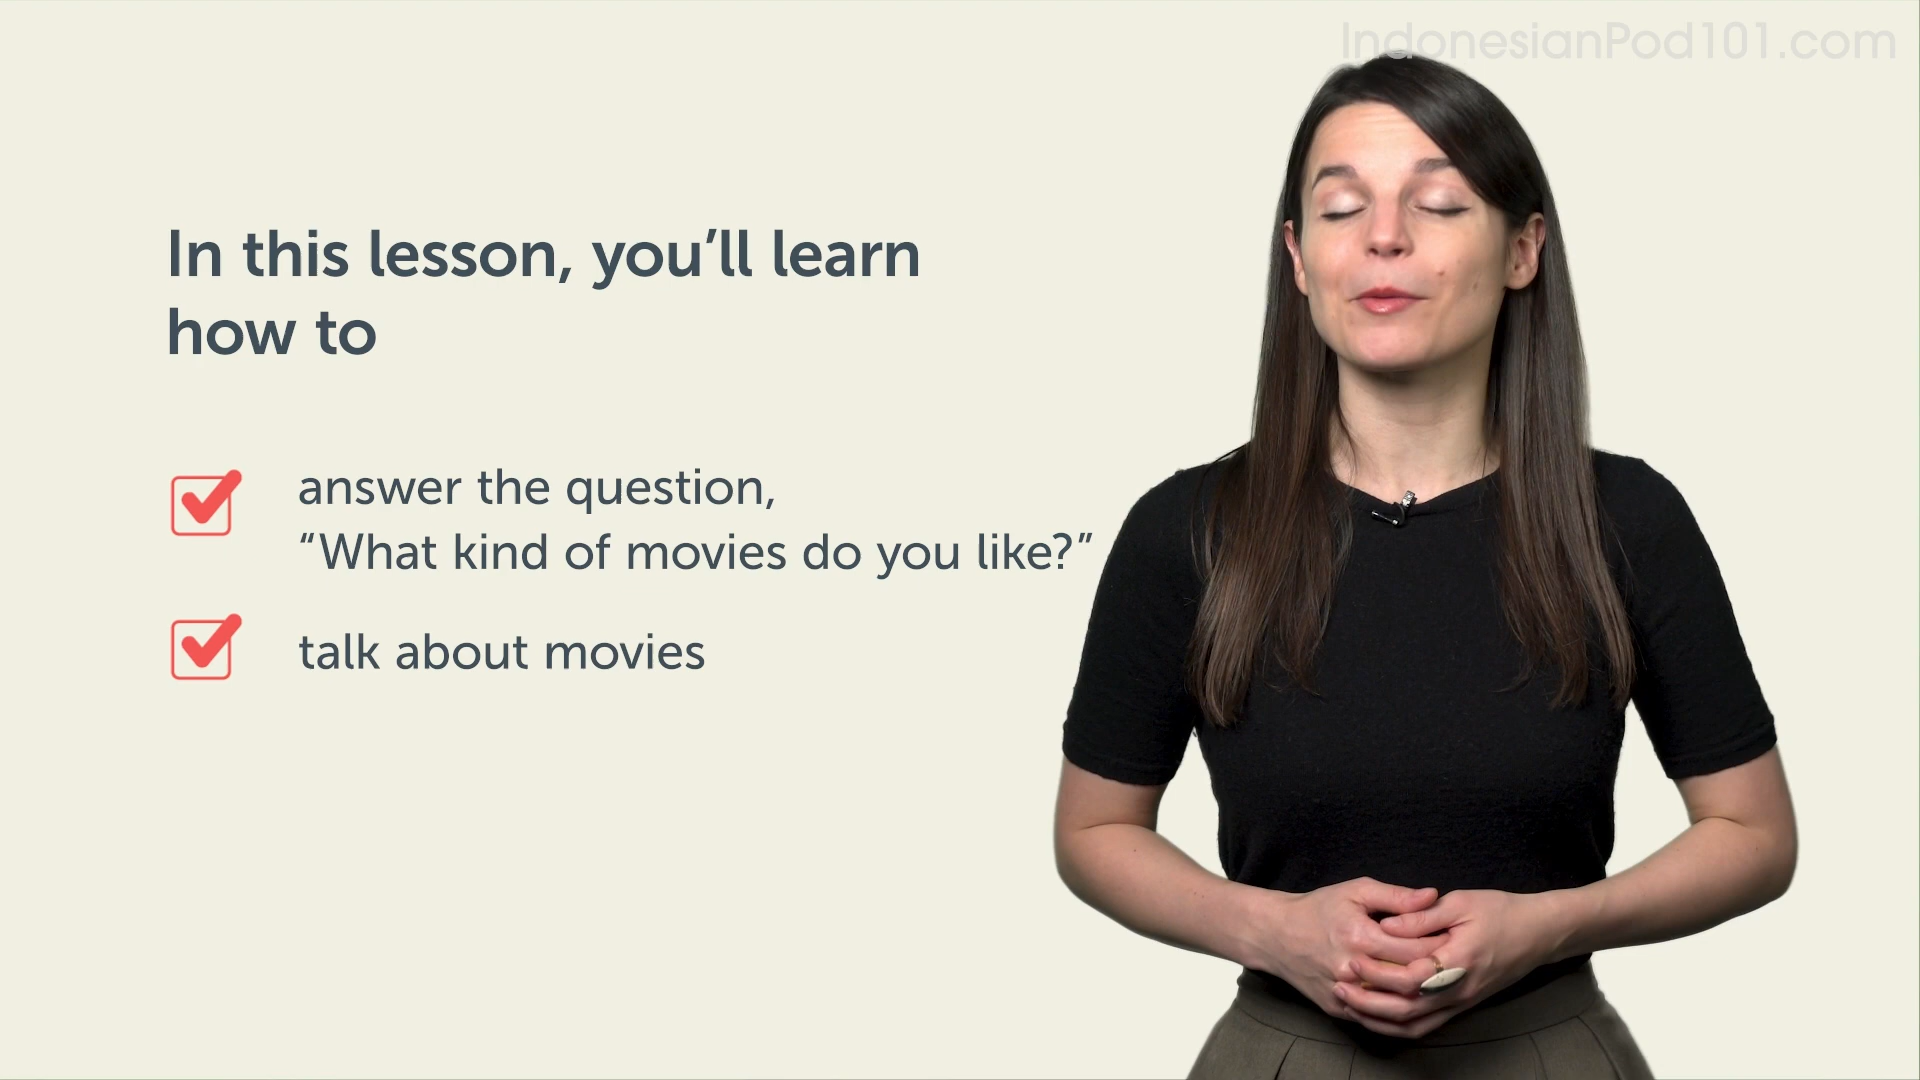 IndonesianPod101.com
In this lesson, you’ll learn
how to
answer the question,
“What kind of movies do you like?”
talk about movies